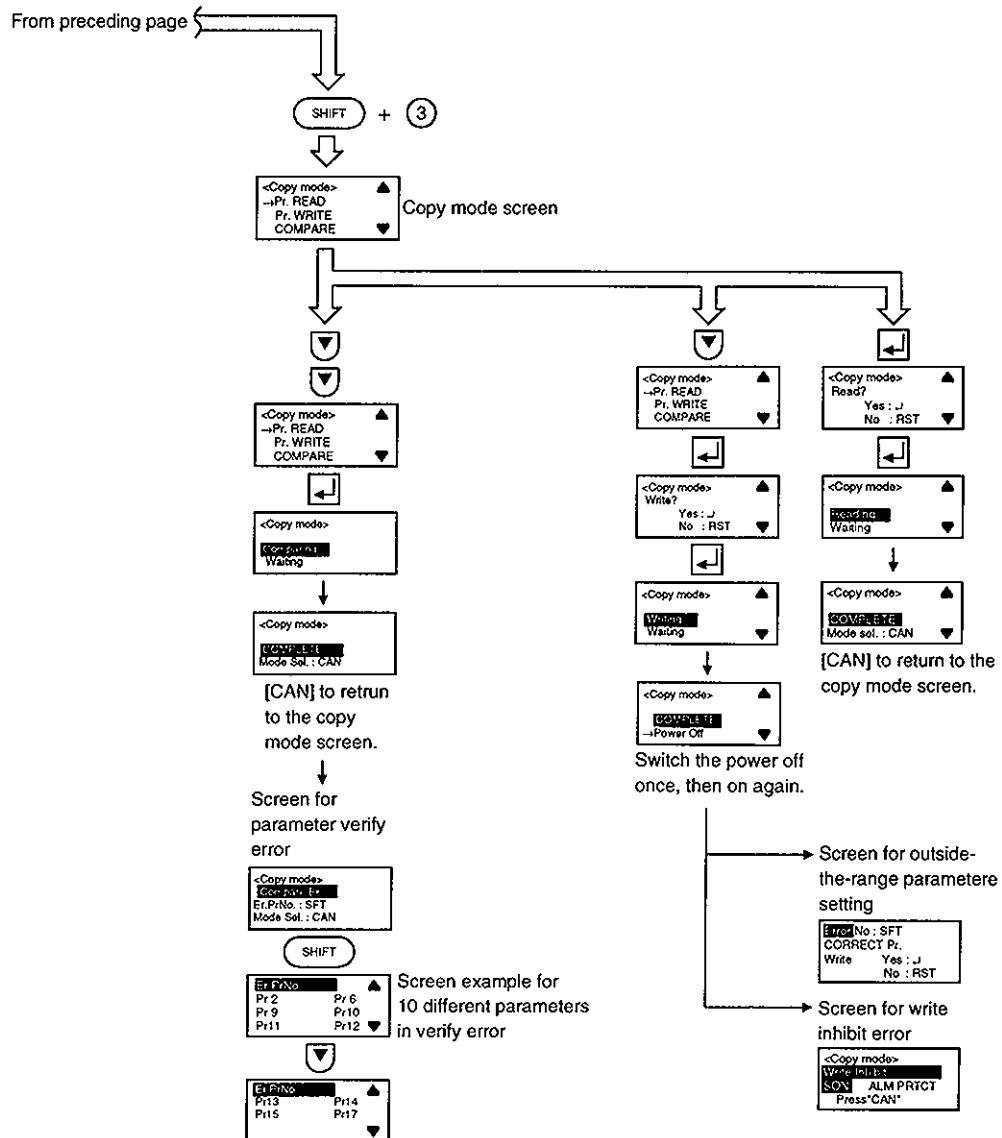 From preceding page
SHIFT + 3
<Copy mode>
→Pr. READ
Pr. WRITE
COMPARE
Copy mode screen
<Copy mode>
→Pr. READ
Pr. WRITE
COMPARE
<Copy mode>
Comparing
Waiting
<Copy mode>
COMPLETE
Mode Sel. : CAN
[CAN] to retrun
to the copy
mode screen.
Screen for
parameter verify
error
<Copy mode>
Er.PrNo. : SFT
Mode Sel. : CAN
SHIFT
Er.PrNo
Pr 2 Pr 6
Pr 9 Pr10
Pr11 Pr12
Screen example for
10 different parameters
in verify error
Er.PrNo
Pr13 Pr14
Pr15 Pr17
<Copy mode>
→Pr. READ
Pr. WRITE
COMPARE
<Copy mode>
Write?
Yes : ↵
No : RST
<Copy mode>
Writing
Waiting
<Copy mode>
COMPLETE
→Power Off
Switch the power off
once, then on again.
Screen for outside-
the-range parametere
setting
Error No : SFT
CORRECT Pr.
Write Yes : ↵
No : RST
Screen for write
inhibit error
<Copy mode>
Write Inhibit
SON ALM PRTCT
Press"CAN"
<Copy mode>
Read?
Yes : ↵
No : RST
<Copy mode>
Reading
Waiting
<Copy mode>
COMPLETE
Mode sel. : CAN
[CAN] to return to the
copy mode screen.